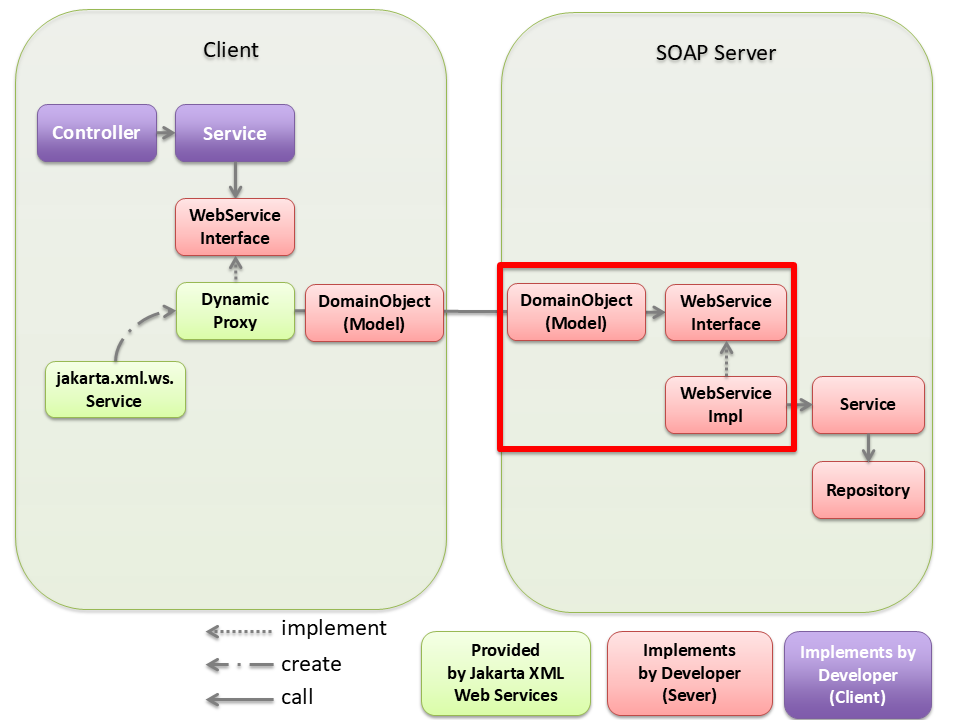 Client
SOAP Server
Controller
Service
WebService
Interface
Dynamic
Proxy
DomainObject
(Model)
jakarta.xml.ws.
Service
DomainObject
(Model)
WebService
Interface
WebService
Impl
Service
Repository
implement
create
call
Provided
by Jakarta XML
Web Services
Implements
by Developer
(Sever)
Implements by
Developer
(Client)